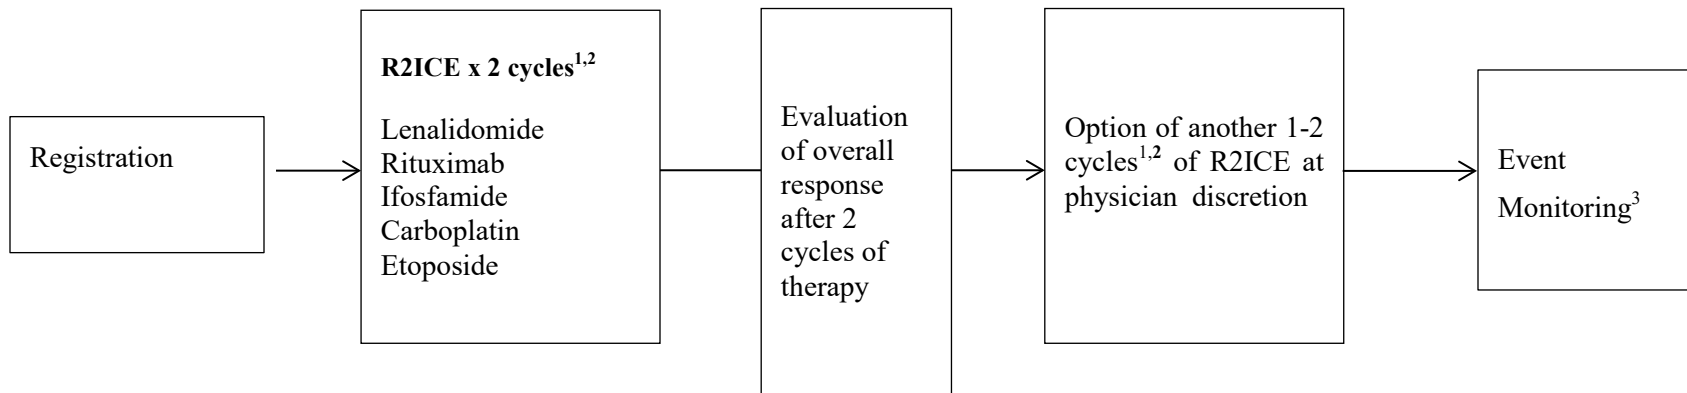 Registration
R2ICE x 2 cycles¹,²
Lenalidomide
Rituximab
Ifosfamide
Carboplatin
Etoposide
Evaluation
of overall
response
after 2
cycles of
therapy
Option of another 1-2
cycles¹,² of R2ICE at
physician discretion
Event
Monitoring³